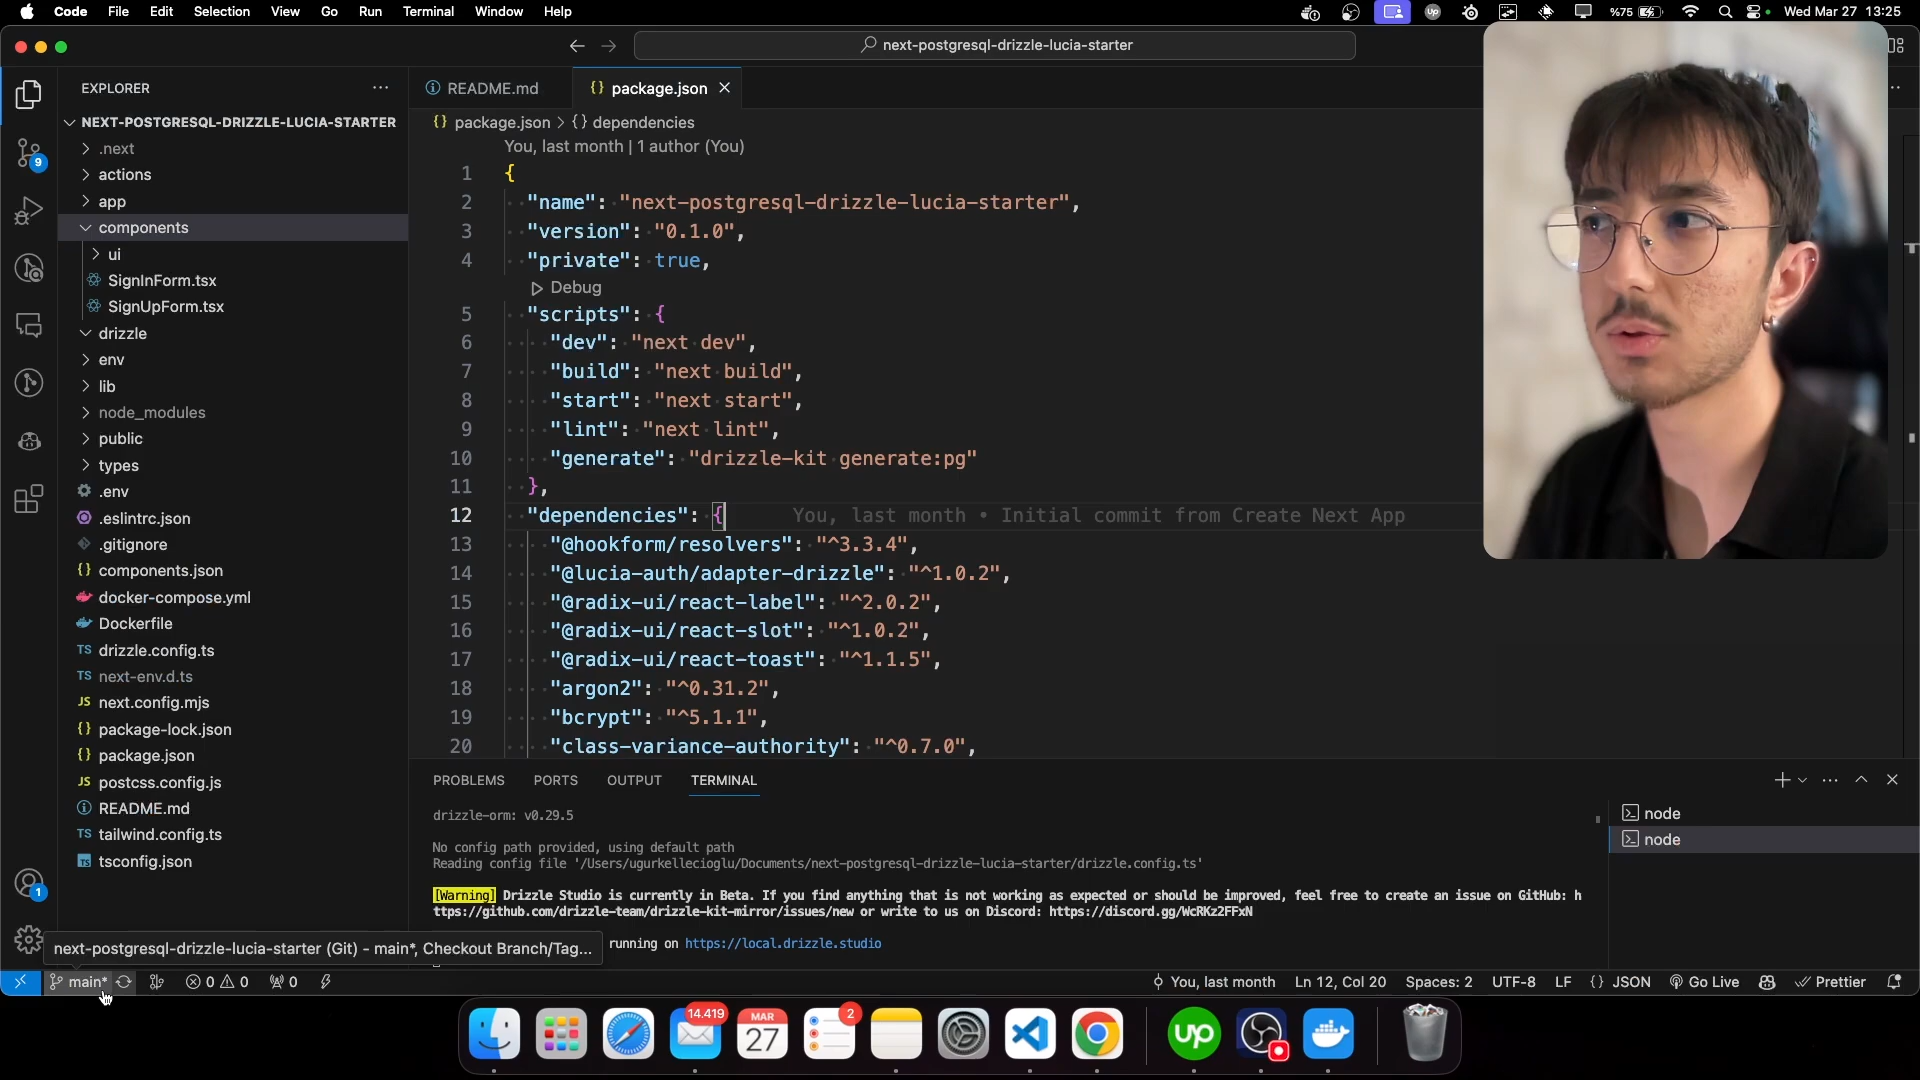 Code File Edit Selection View Go Run Terminal Window Help
%75 Wed Mar 27 13:25
next-postgresql-drizzle-lucia-starter
EXPLORER
NEXT-POSTGRESQL-DRIZZLE-LUCIA-STARTER
.next
actions
app
components
ui
SignInForm.tsx
SignUpForm.tsx
drizzle
env
lib
node_modules
public
types
.env
.eslintrc.json
.gitignore
components.json
docker-compose.yml
Dockerfile
drizzle.config.ts
next-env.d.ts
next.config.mjs
package-lock.json
package.json
postcss.config.js
README.md
tailwind.config.ts
tsconfig.json
9
1
README.md
package.json
package.json > {} dependencies
You, last month | 1 author (You)
1 {
2 "name": "next-postgresql-drizzle-lucia-starter",
3 "version": "0.1.0",
4 "private": true,
Debug
5 "scripts": {
6 "dev": "next dev",
7 "build": "next build",
8 "start": "next start",
9 "lint": "next lint",
10 "generate": "drizzle-kit generate:pg"
11 },
12 "dependencies": { You, last month • Initial commit from Create Next App
13 "@hookform/resolvers": "^3.3.4",
14 "@lucia-auth/adapter-drizzle": "^1.0.2",
15 "@radix-ui/react-label": "^2.0.2",
16 "@radix-ui/react-slot": "^1.0.2",
17 "@radix-ui/react-toast": "^1.1.5",
18 "argon2": "^0.31.2",
19 "bcrypt": "^5.1.1",
20 "class-variance-authority": "^0.7.0",
PROBLEMS PORTS OUTPUT TERMINAL
drizzle-orm: v0.29.5
No config path provided, using default path
Reading config file '/Users/ugurkellecioglu/Documents/next-postgresql-drizzle-lucia-starter/drizzle.config.ts'
[Warning] Drizzle Studio is currently in Beta. If you find anything that is not working as expected or should be improved, feel free to create an issue on GitHub: h
ttps://github.com/drizzle-team/drizzle-kit-mirror/issues/new or write to us on Discord: https://discord.gg/WcRKz2FFxN
running on https://local.drizzle.studio
node
node
next-postgresql-drizzle-lucia-starter (Git) - main*, Checkout Branch/Tag...
main* 0 0 0 You, last month Ln 12, Col 20 Spaces: 2 UTF-8 LF {} JSON Go Live Prettier
14.419
MAR
27
2
up